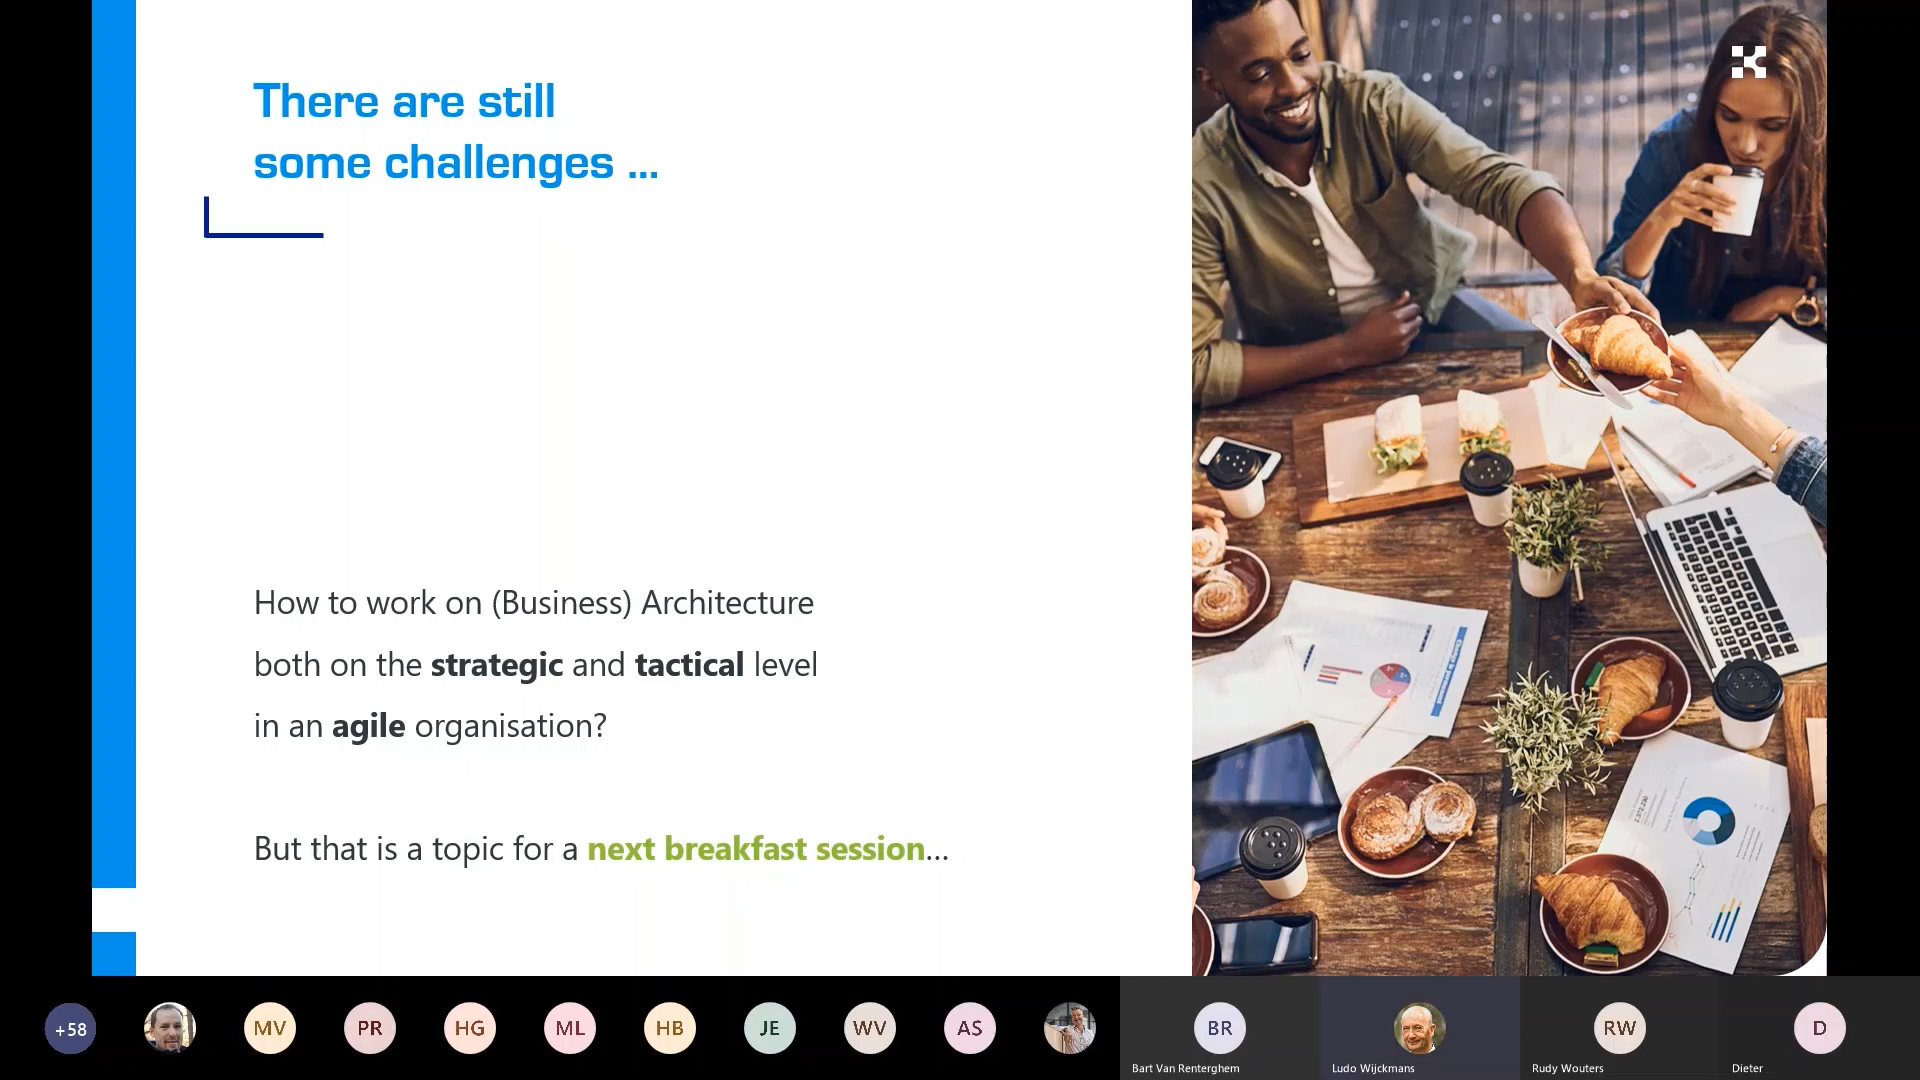 There are still
some challenges ...
How to work on (Business) Architecture
both on the strategic and tactical level
in an agile organisation?
But that is a topic for a next breakfast session...
+58
MV
PR
HG
ML
HB
JE
WV
AS
BR
RW
D
Bart Van Renterghem
Ludo Wijckmans
Rudy Wouters
Dieter